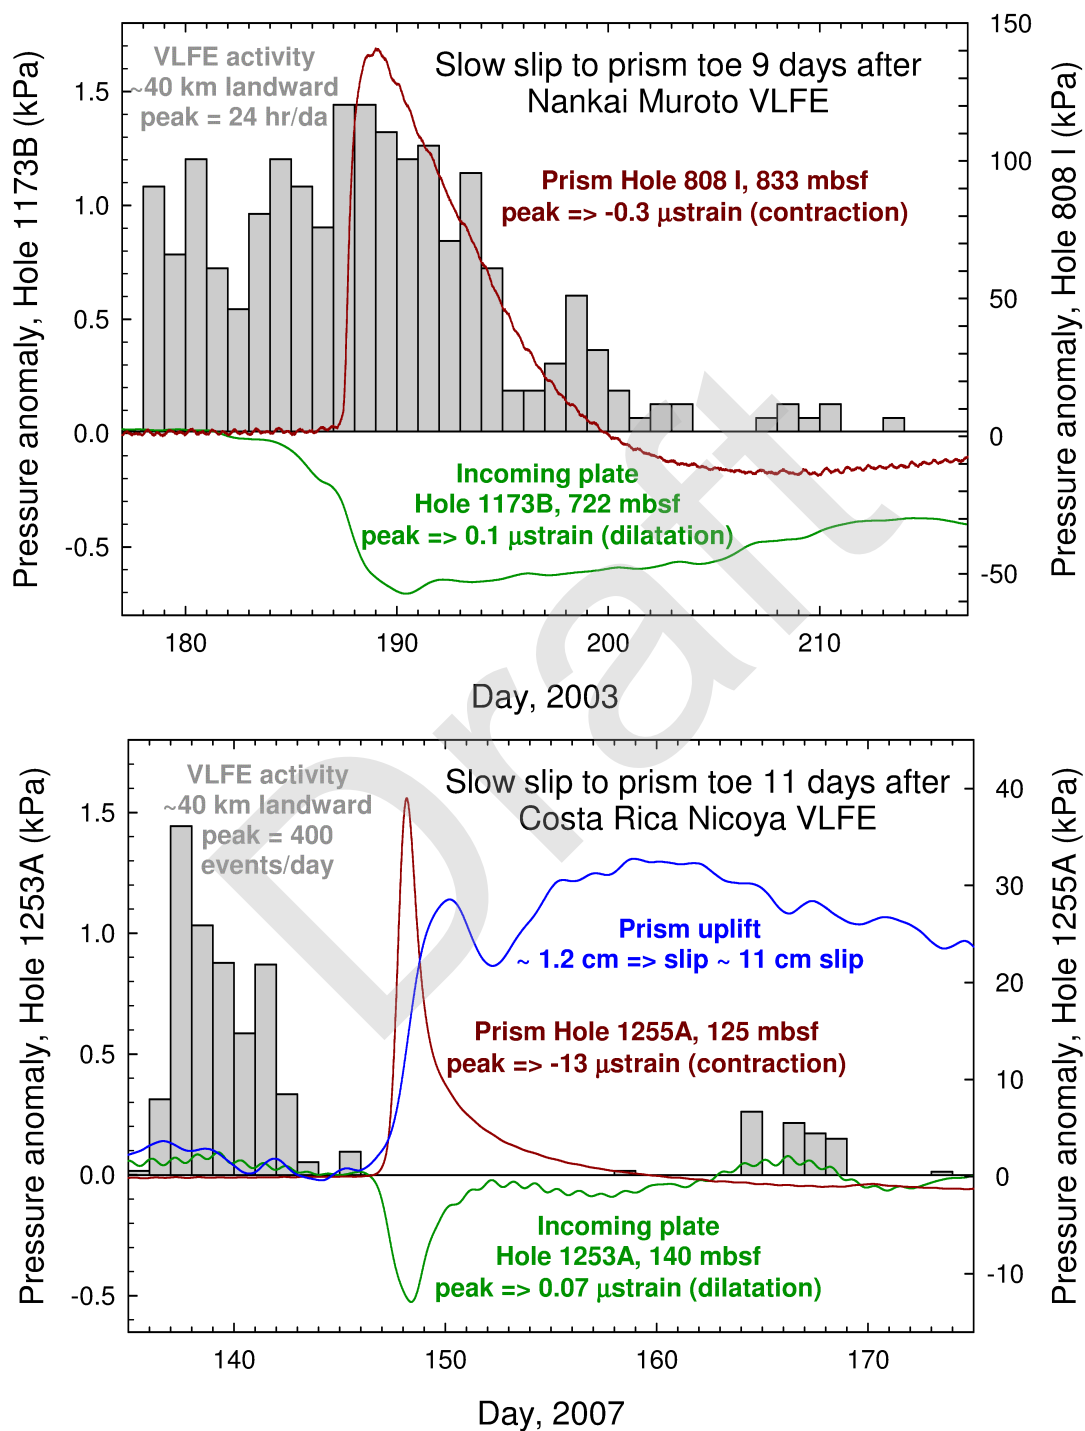 VLFE activity
~40 km landward
peak = 24 hr/da
Slow slip to prism toe 9 days after
Nankai Muroto VLFE
Prism Hole 808 I, 833 mbsf
peak => -0.3 μstrain (contraction)
Incoming plate
Hole 1173B, 722 mbsf
peak => 0.1 μstrain (dilatation)
Pressure anomaly, Hole 1173B (kPa)
1.5
1.0
0.5
0.0
-0.5
Pressure anomaly, Hole 808 I (kPa)
150
100
50
0
-50
180
190
200
210
Day, 2003
Draft
VLFE activity
~40 km landward
peak = 400
events/day
Slow slip to prism toe 11 days after
Costa Rica Nicoya VLFE
Prism uplift
~ 1.2 cm => slip ~ 11 cm slip
Prism Hole 1255A, 125 mbsf
peak => -13 μstrain (contraction)
Incoming plate
Hole 1253A, 140 mbsf
peak => 0.07 μstrain (dilatation)
Pressure anomaly, Hole 1253A (kPa)
1.5
1.0
0.5
0.0
-0.5
Pressure anomaly, Hole 1255A (kPa)
40
30
20
10
0
-10
140
150
160
170
Day, 2007